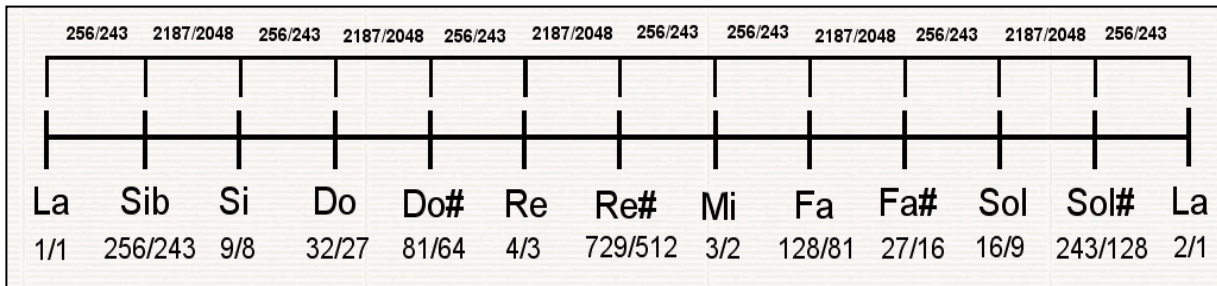 256/243 2187/2048 256/243 2187/2048 256/243 2187/2048 256/243 256/243 2187/2048 256/243 2187/2048 256/243
La Sib Si Do Do# Re Re# Mi Fa Fa# Sol Sol# La
1/1 256/243 9/8 32/27 81/64 4/3 729/512 3/2 128/81 27/16 16/9 243/128 2/1